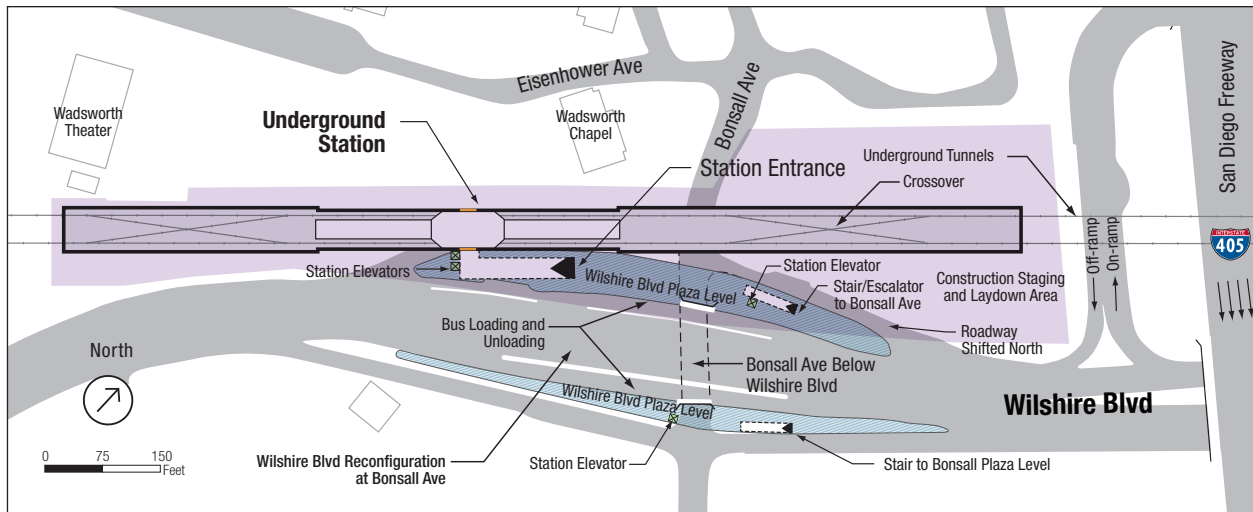 Eisenhower Ave
Bonsall Ave
San Diego Freeway
Wadsworth
Theater
Underground
Station
Wadsworth
Chapel
Station Entrance
Underground Tunnels
Crossover
INTERSTATE
405
Off-ramp
On-ramp
Station Elevators
Wilshire Blvd Plaza Level
Station Elevator
Stair/Escalator
to Bonsall Ave
Construction Staging
and Laydown Area
Bus Loading and
Unloading
Roadway
Shifted North
North
Bonsall Ave Below
Wilshire Blvd
Wilshire Blvd Plaza Level
Wilshire Blvd
0 75 150
Feet
Wilshire Blvd Reconfiguration
at Bonsall Ave
Station Elevator
Stair to Bonsall Plaza Level